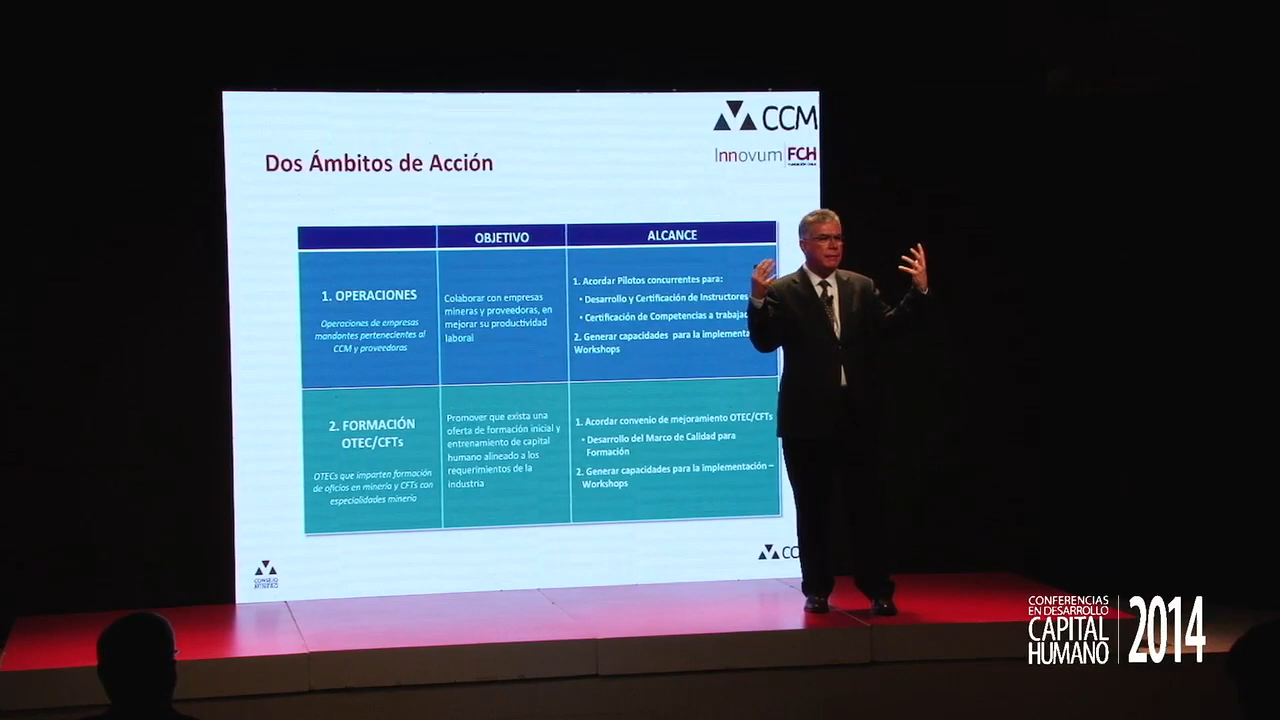 CCM
Innovum FCH
FUNDACIÓN CHILE
Dos Ámbitos de Acción
OBJETIVO
ALCANCE
1. OPERACIONES
Operaciones de empresas
mandantes pertenecientes al
CCM y proveedoras
Colaborar con empresas
mineras y proveedoras, en
mejorar su productividad
laboral
1. Acordar Pilotos concurrentes para:
• Desarrollo y Certificación de Instructores
• Certificación de Competencias a trabajad
2. Generar capacidades para la implementa
Workshops
2. FORMACIÓN
OTEC/CFTs
OTECs que imparten formación
de oficios en minería y CFTs con
especialidades minería
Promover que exista una
oferta de formación inicial y
entrenamiento de capital
humano alineado a los
requerimientos de la
industria
1. Acordar convenio de mejoramiento OTEC/CFTs
• Desarrollo del Marco de Calidad para
Formación
2. Generar capacidades para la implementación –
Workshops
CONSEJO
MINERO
CC
CONFERENCIAS
EN DESARROLLO
CAPITAL
HUMANO
2014